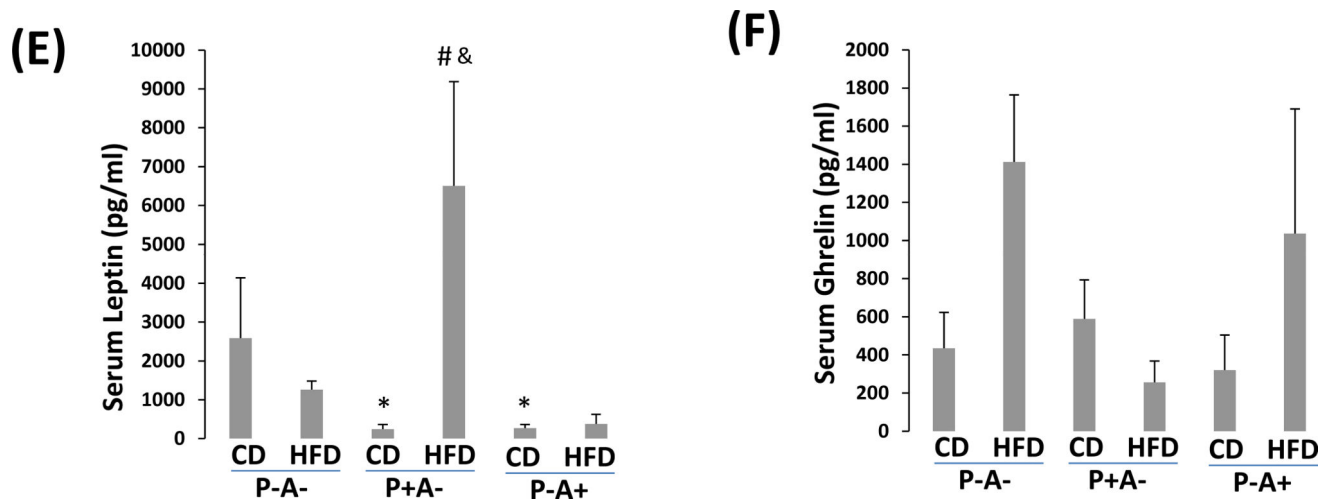 (E)
Serum Leptin (pg/ml)
10000
9000
8000
7000
6000
5000
4000
3000
2000
1000
0
* # & *
CD HFD CD HFD CD HFD
P-A- P+A- P-A+
(F)
Serum Ghrelin (pg/ml)
2000
1800
1600
1400
1200
1000
800
600
400
200
0
CD HFD CD HFD CD HFD
P-A- P+A- P-A+